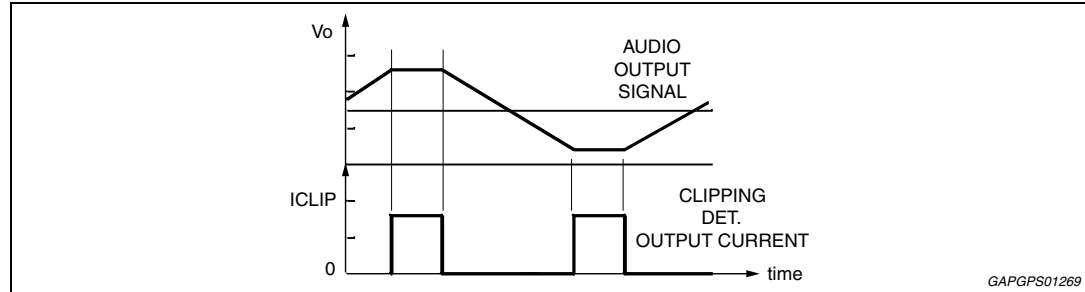 Vo
AUDIO
OUTPUT
SIGNAL
ICLIP
CLIPPING
DET.
OUTPUT CURRENT
0
time
GAPGPS01269